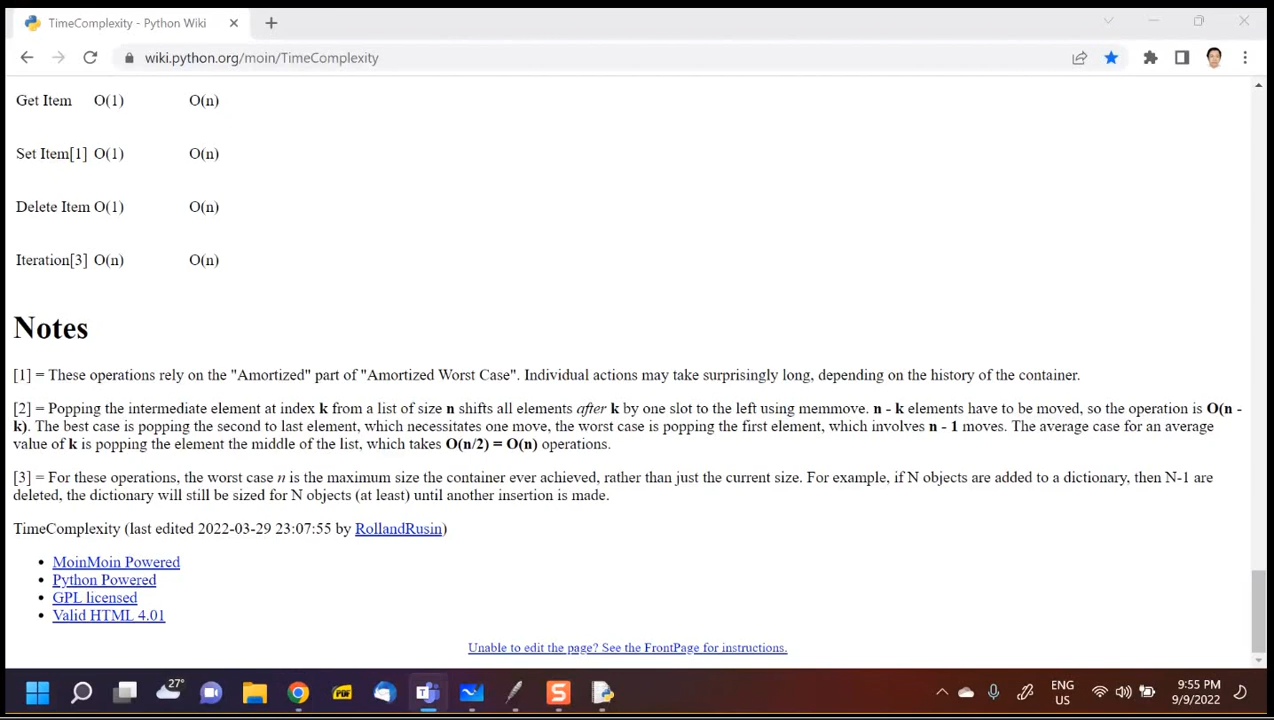 TimeComplexity - Python Wiki
wiki.python.org/moin/TimeComplexity
Get Item O(1) O(n)
Set Item[1] O(1) O(n)
Delete Item O(1) O(n)
Iteration[3] O(n) O(n)
Notes
[1] = These operations rely on the "Amortized" part of "Amortized Worst Case". Individual actions may take surprisingly long, depending on the history of the container.
[2] = Popping the intermediate element at index k from a list of size n shifts all elements after k by one slot to the left using memmove. n - k elements have to be moved, so the operation is O(n -
k). The best case is popping the second to last element, which necessitates one move, the worst case is popping the first element, which involves n - 1 moves. The average case for an average
value of k is popping the element the middle of the list, which takes O(n/2) = O(n) operations.
[3] = For these operations, the worst case n is the maximum size the container ever achieved, rather than just the current size. For example, if N objects are added to a dictionary, then N-1 are
deleted, the dictionary will still be sized for N objects (at least) until another insertion is made.
TimeComplexity (last edited 2022-03-29 23:07:55 by RollandRusin)
• MoinMoin Powered
• Python Powered
• GPL licensed
• Valid HTML 4.01
Unable to edit the page? See the FrontPage for instructions.
27°
PDF
ENG
US
9:55 PM
9/9/2022